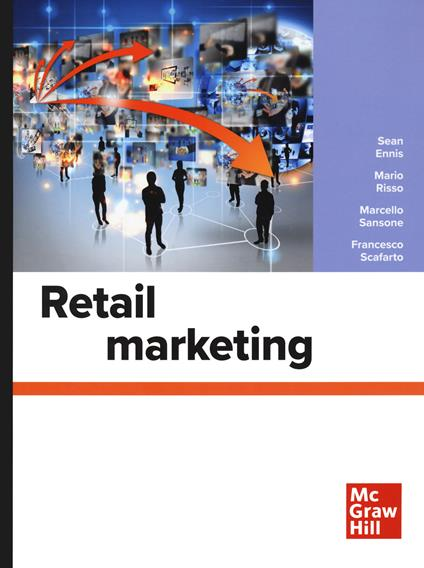 Sean
Ennis
Mario
Risso
Marcello
Sansone
Francesco
Scafarto
Retail
marketing
Mc
Graw
Hill